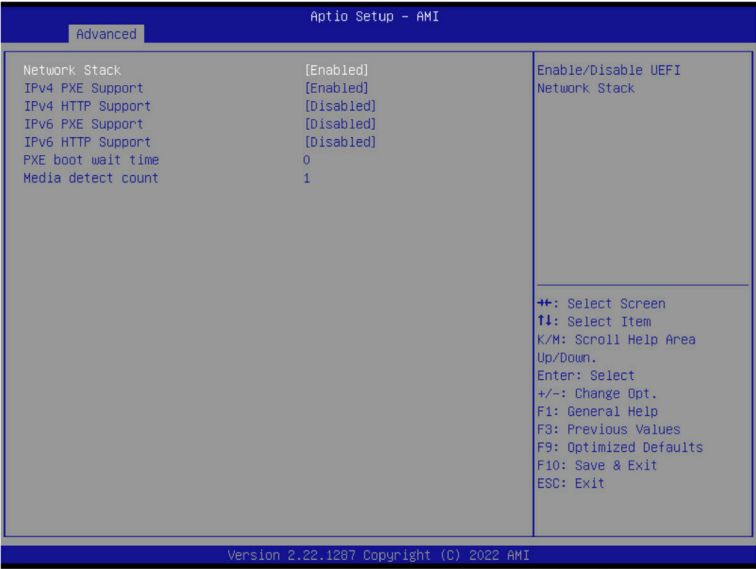 Aptio Setup – AMI
Advanced
Network Stack [Enabled]
IPv4 PXE Support [Enabled]
IPv4 HTTP Support [Disabled]
IPv6 PXE Support [Disabled]
IPv6 HTTP Support [Disabled]
PXE boot wait time 0
Media detect count 1
Enable/Disable UEFI
Network Stack
→←: Select Screen
↑↓: Select Item
K/M: Scroll Help Area
Up/Down.
Enter: Select
+/-: Change Opt.
F1: General Help
F3: Previous Values
F9: Optimized Defaults
F10: Save & Exit
ESC: Exit
Version 2.22.1287 Copyright (C) 2022 AMI